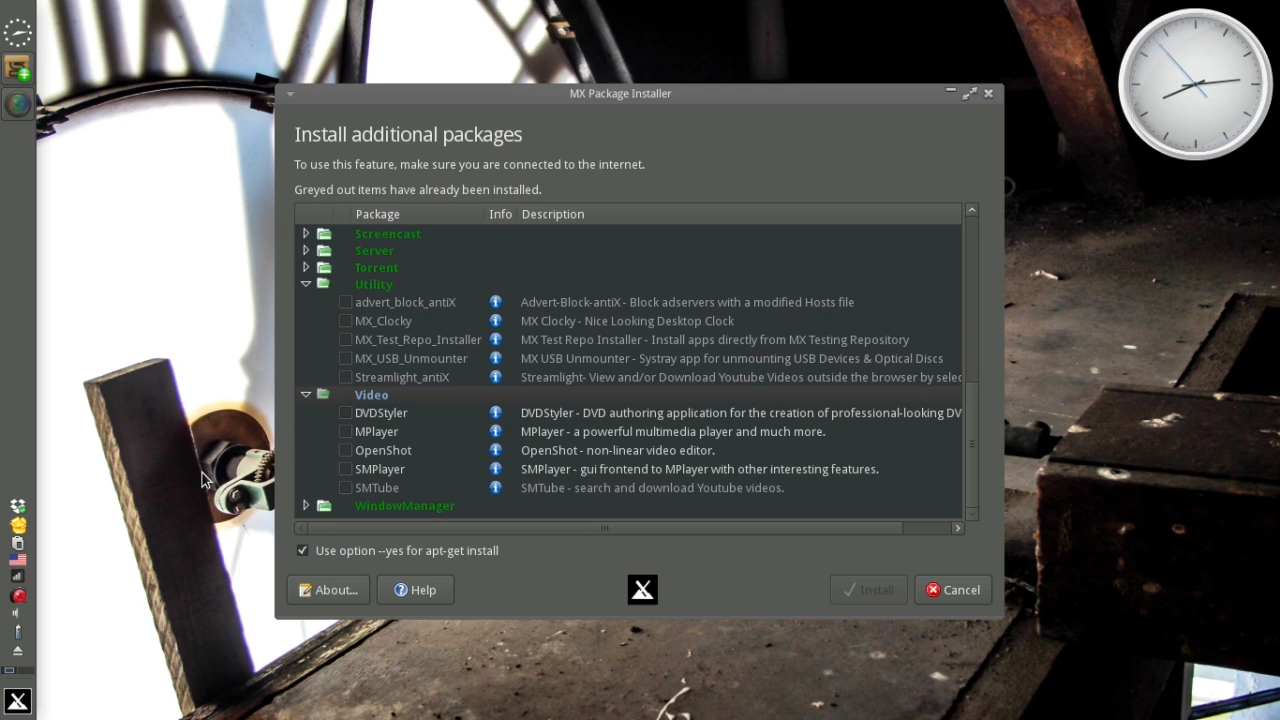 MX Package Installer
Install additional packages
To use this feature, make sure you are connected to the internet.
Greyed out items have already been installed.
Package Info Description
Screencast
Server
Torrent
Utility
advert_block_antiX Advert-Block-antiX - Block adservers with a modified Hosts file
MX_Clocky MX Clocky - Nice Looking Desktop Clock
MX_Test_Repo_Installer MX Test Repo Installer - Install apps directly from MX Testing Repository
MX_USB_Unmounter MX USB Unmounter - Systray app for unmounting USB Devices & Optical Discs
Streamlight_antiX Streamlight- View and/or Download Youtube Videos outside the browser by selec
Video
DVDStyler DVDStyler - DVD authoring application for the creation of professional-looking DV
MPlayer MPlayer - a powerful multimedia player and much more.
OpenShot OpenShot - non-linear video editor.
SMPlayer SMPlayer - gui frontend to MPlayer with other interesting features.
SMTube SMTube - search and download Youtube videos.
WindowManager
Use option --yes for apt-get install
About... Help Install Cancel